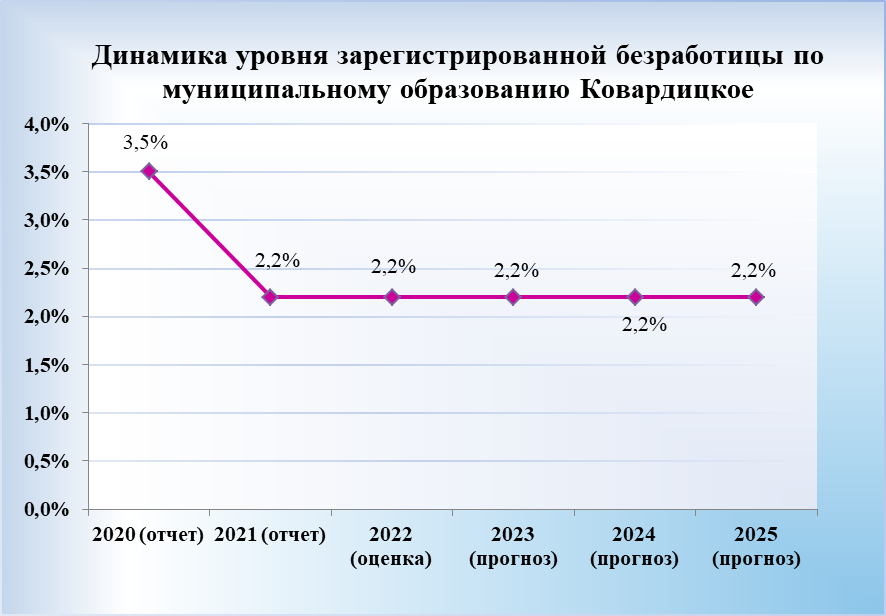 Динамика уровня зарегистрированной безработицы по
муниципальному образованию Ковардицкое
4,0%
3,5%
3,0%
2,5%
2,0%
1,5%
1,0%
0,5%
0,0%
3,5%
2,2%
2,2%
2,2%
2,2%
2,2%
2020 (отчет)
2021 (отчет)
2022
(оценка)
2023
(прогноз)
2024
(прогноз)
2025
(прогноз)